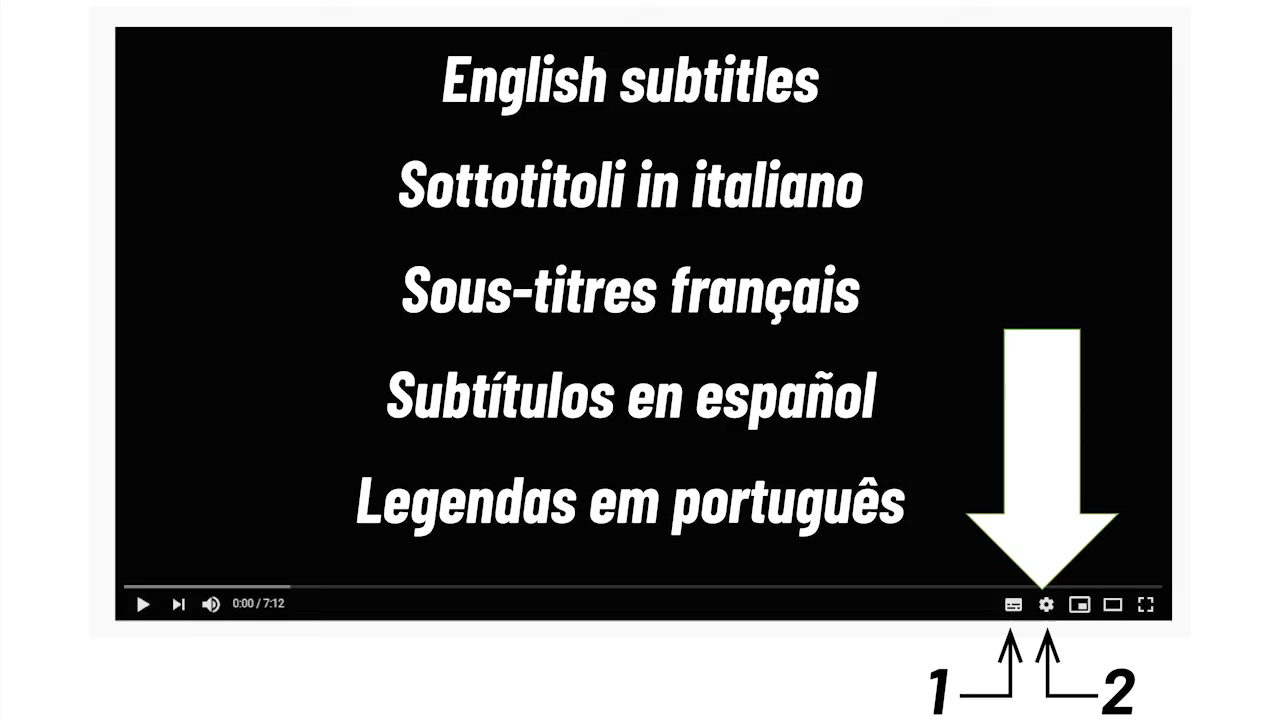 English subtitles
Sottotitoli in italiano
Sous-titres français
Subtítulos en español
Legendas em português
0:00 / 7:12
1
2